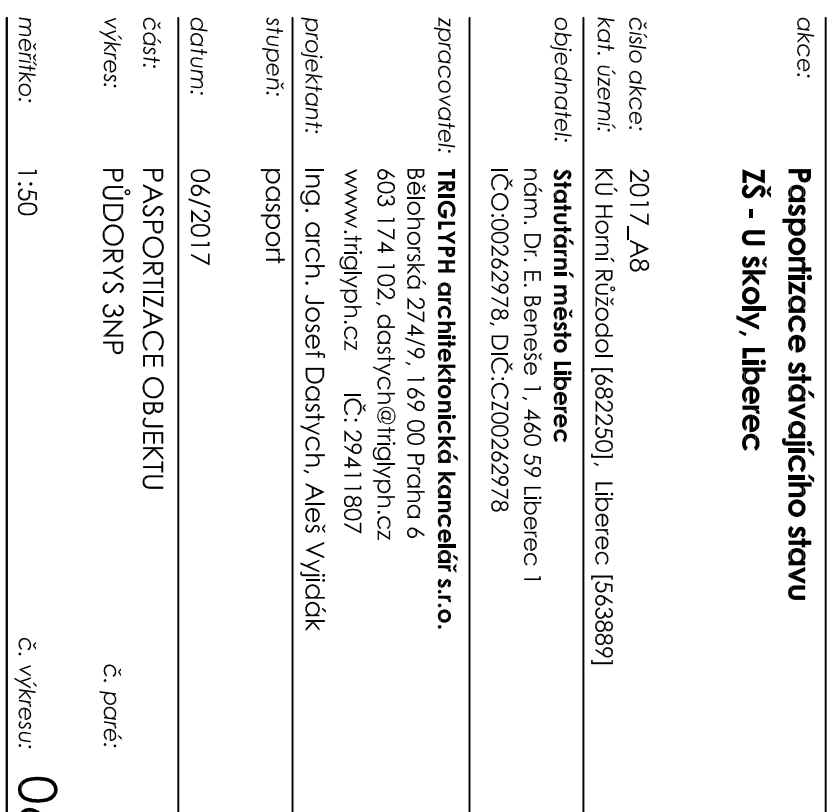 akce: Pasportizace stávajícího stavu
ZŠ - U školy, Liberec
číslo akce: 2017_A8
kat. území: KÚ Horní Růžodol [682250], Liberec [563889]
objednatel: Statutární město Liberec
nám. Dr. E. Beneše 1, 460 59 Liberec 1
IČO:00262978, DIČ:CZ00262978
zpracovatel: TRIGLYPH architektonická kancelář s.r.o.
Bělohorská 274/9, 169 00 Praha 6
603 174 102, dastych@triglyph.cz
www.triglyph.cz IČ: 29411807
projektant: Ing. arch. Josef Dastych, Aleš Vyjidák
stupeň: pasport
datum: 06/2017
část: PASPORTIZACE OBJEKTU
výkres: PŮDORYS 3NP č. paré:
měřítko: 1:50 č. výkresu: